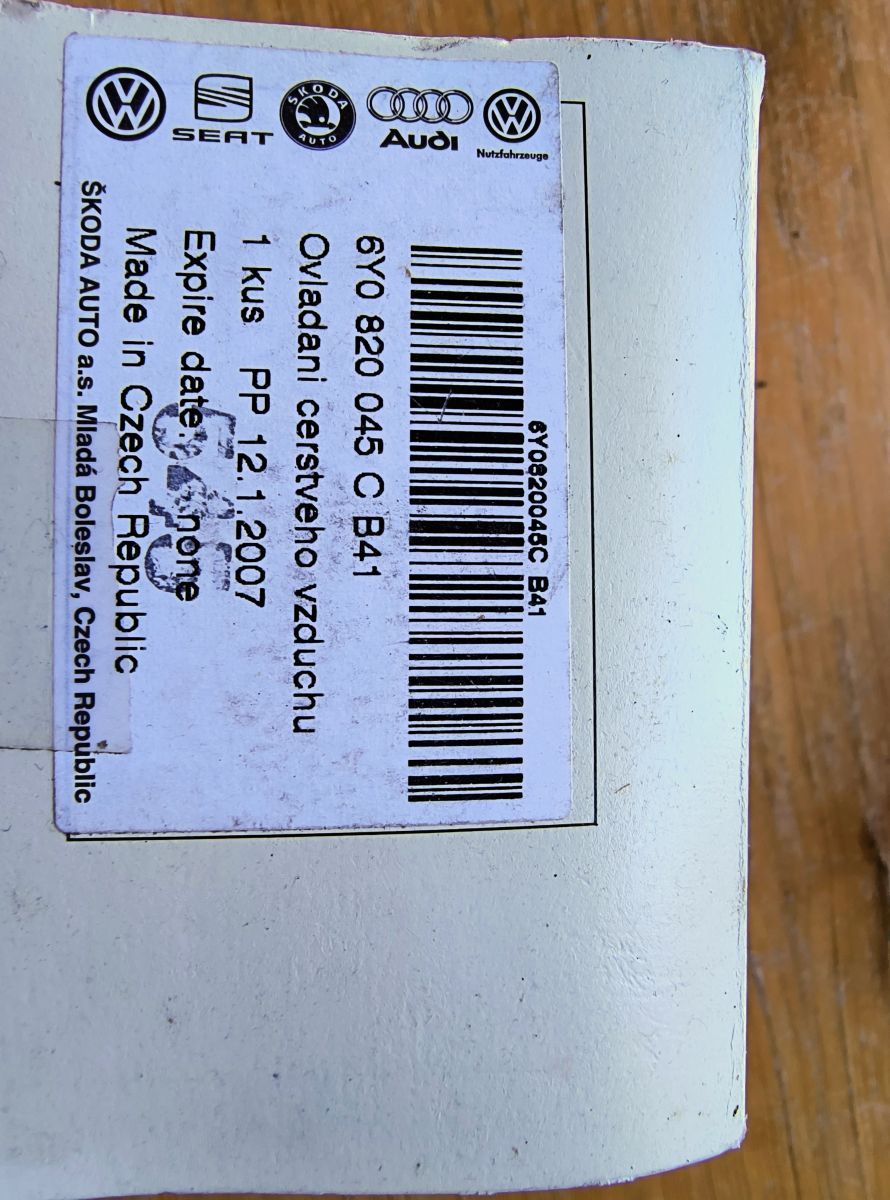 SEAT
ŠKODA
AUTO
Audi
Nutzfahrzeuge
6Y0820045C B41
6Y0 820 045 C B41
Ovladani cerstveho vzduchu
1 kus PP 12.1.2007
Expire date: none
Made in Czech Republic
ŠKODA AUTO a.s. Mladá Boleslav, Czech Republic